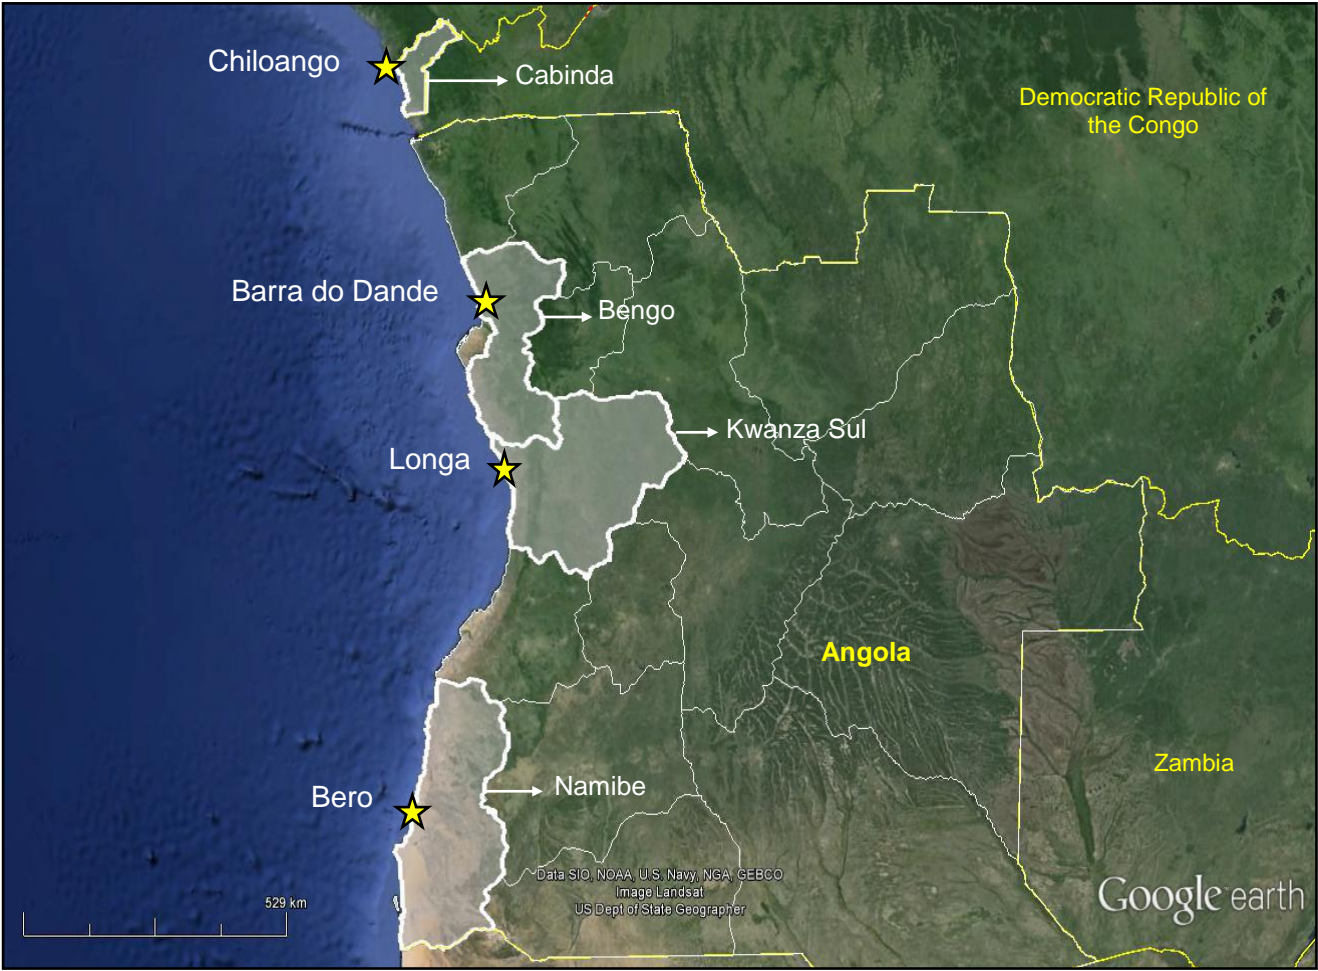 Chiloango
Cabinda
Democratic Republic of
the Congo
Barra do Dande
Bengo
Kwanza Sul
Longa
Angola
Zambia
Namibe
Bero
Data SIO, NOAA, U.S. Navy, NGA, GEBCO
Image Landsat
US Dept of State Geographer
529 km
Google earth